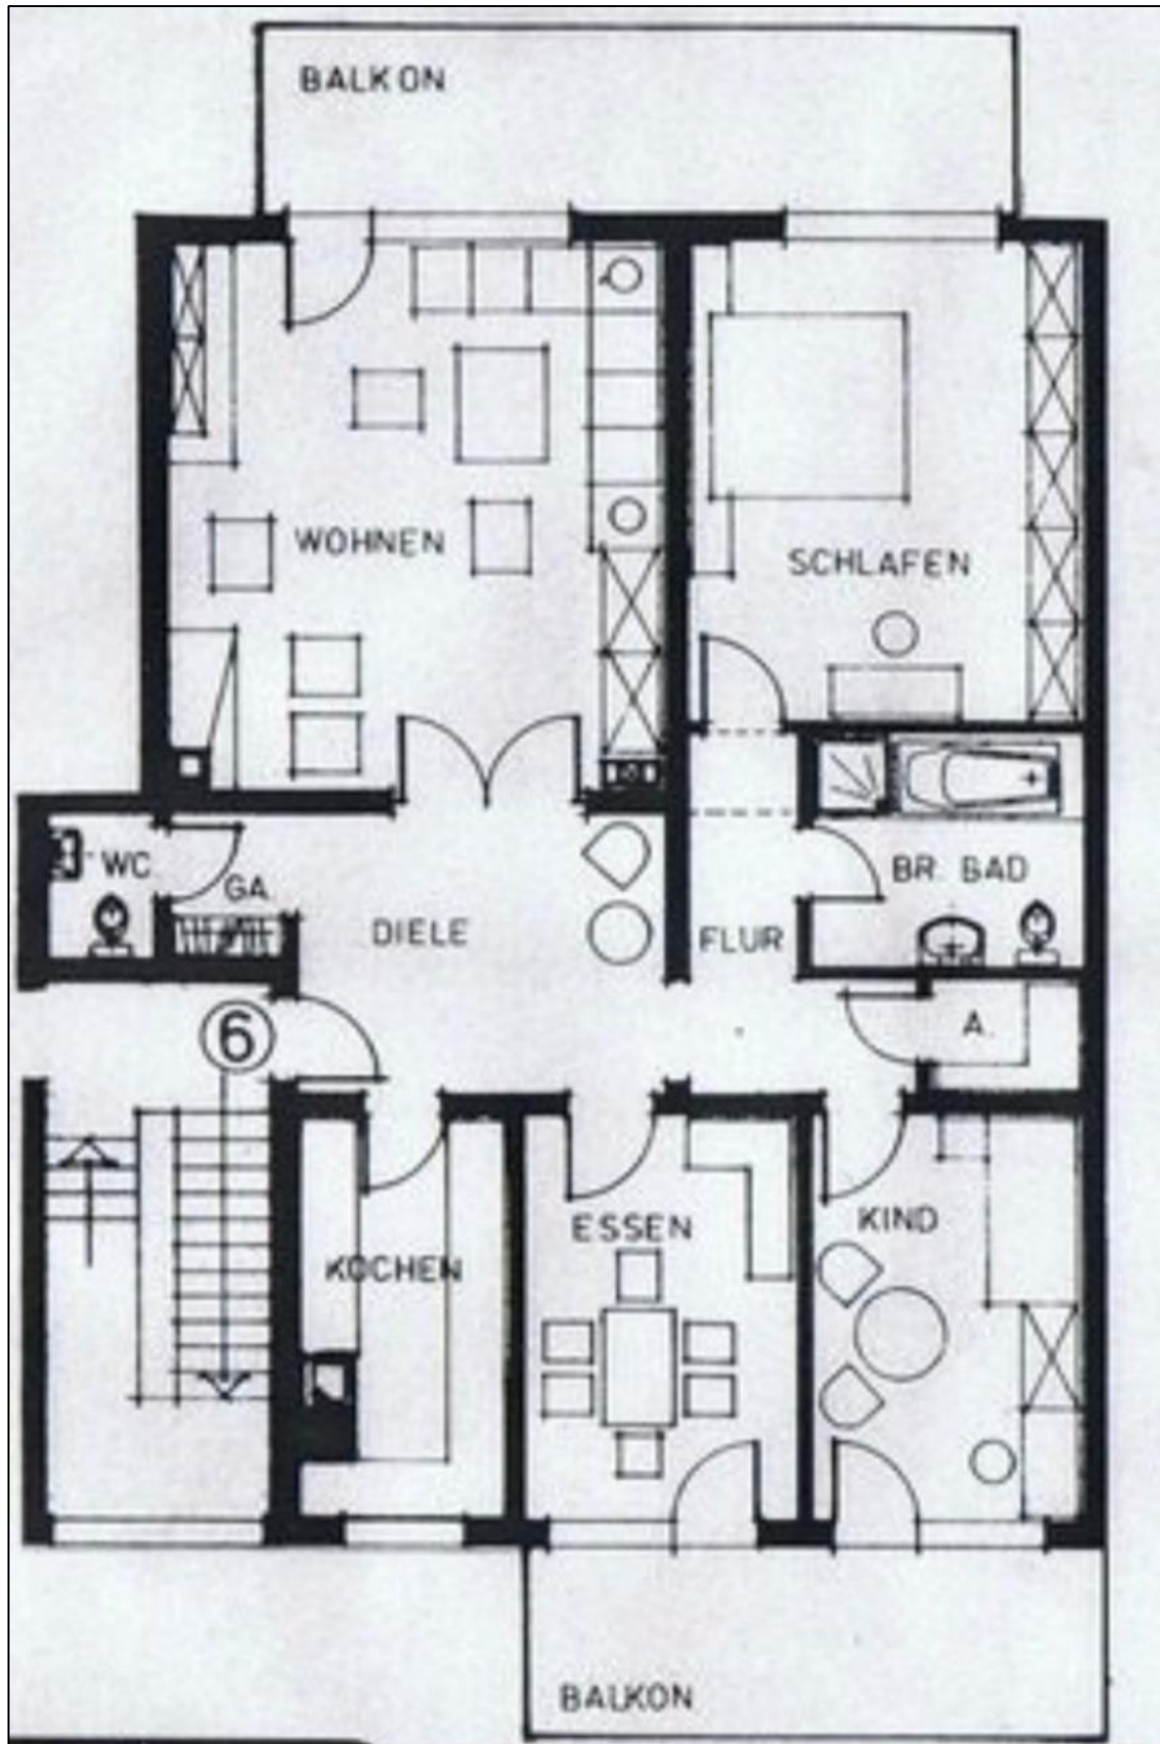 BALKON
WOHNEN
SCHLAFEN
WC.
GA.
BR. BAD
DIELE
FLUR
6
A.
KIND
ESSEN
KOCHEN
BALKON